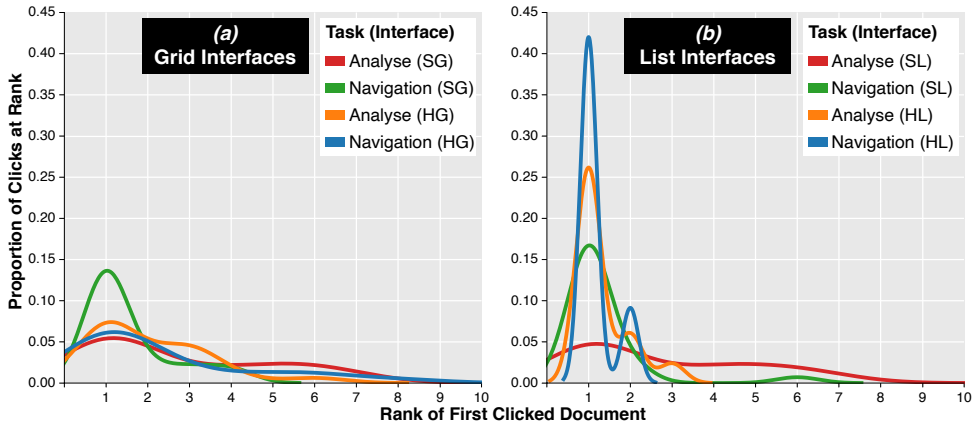 Proportion of Clicks at Rank
0.45
0.40
0.35
0.30
0.25
0.20
0.15
0.10
0.05
0.00
(a)
Grid Interfaces
Task (Interface)
Analyse (SG)
Navigation (SG)
Analyse (HG)
Navigation (HG)
1 2 3 4 5 6 7 8 9 10
0.45
0.40
0.35
0.30
0.25
0.20
0.15
0.10
0.05
0.00
(b)
List Interfaces
Task (Interface)
Analyse (SL)
Navigation (SL)
Analyse (HL)
Navigation (HL)
1 2 3 4 5 6 7 8 9 10
Rank of First Clicked Document